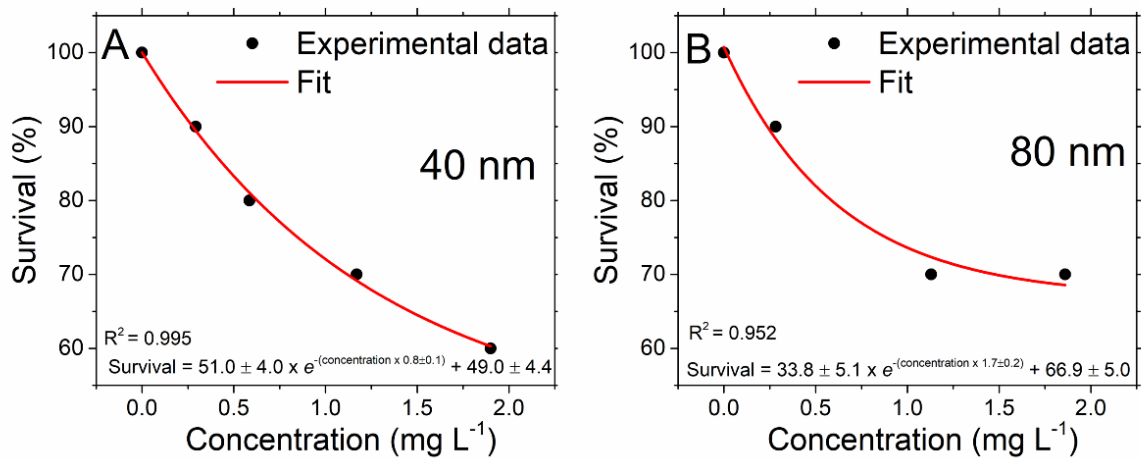 A
Experimental data
Fit
40 nm
100
90
80
70
60
Survival (%)
R² = 0.995
Survival = 51.0 ± 4.0 x e^-(concentration x 0.8±0.1) + 49.0 ± 4.4
0.0 0.5 1.0 1.5 2.0
Concentration (mg L⁻¹)
B
Experimental data
Fit
80 nm
100
90
80
70
60
Survival (%)
R² = 0.952
Survival = 33.8 ± 5.1 x e^-(concentration x 1.7±0.2) + 66.9 ± 5.0
0.0 0.5 1.0 1.5 2.0
Concentration (mg L⁻¹)